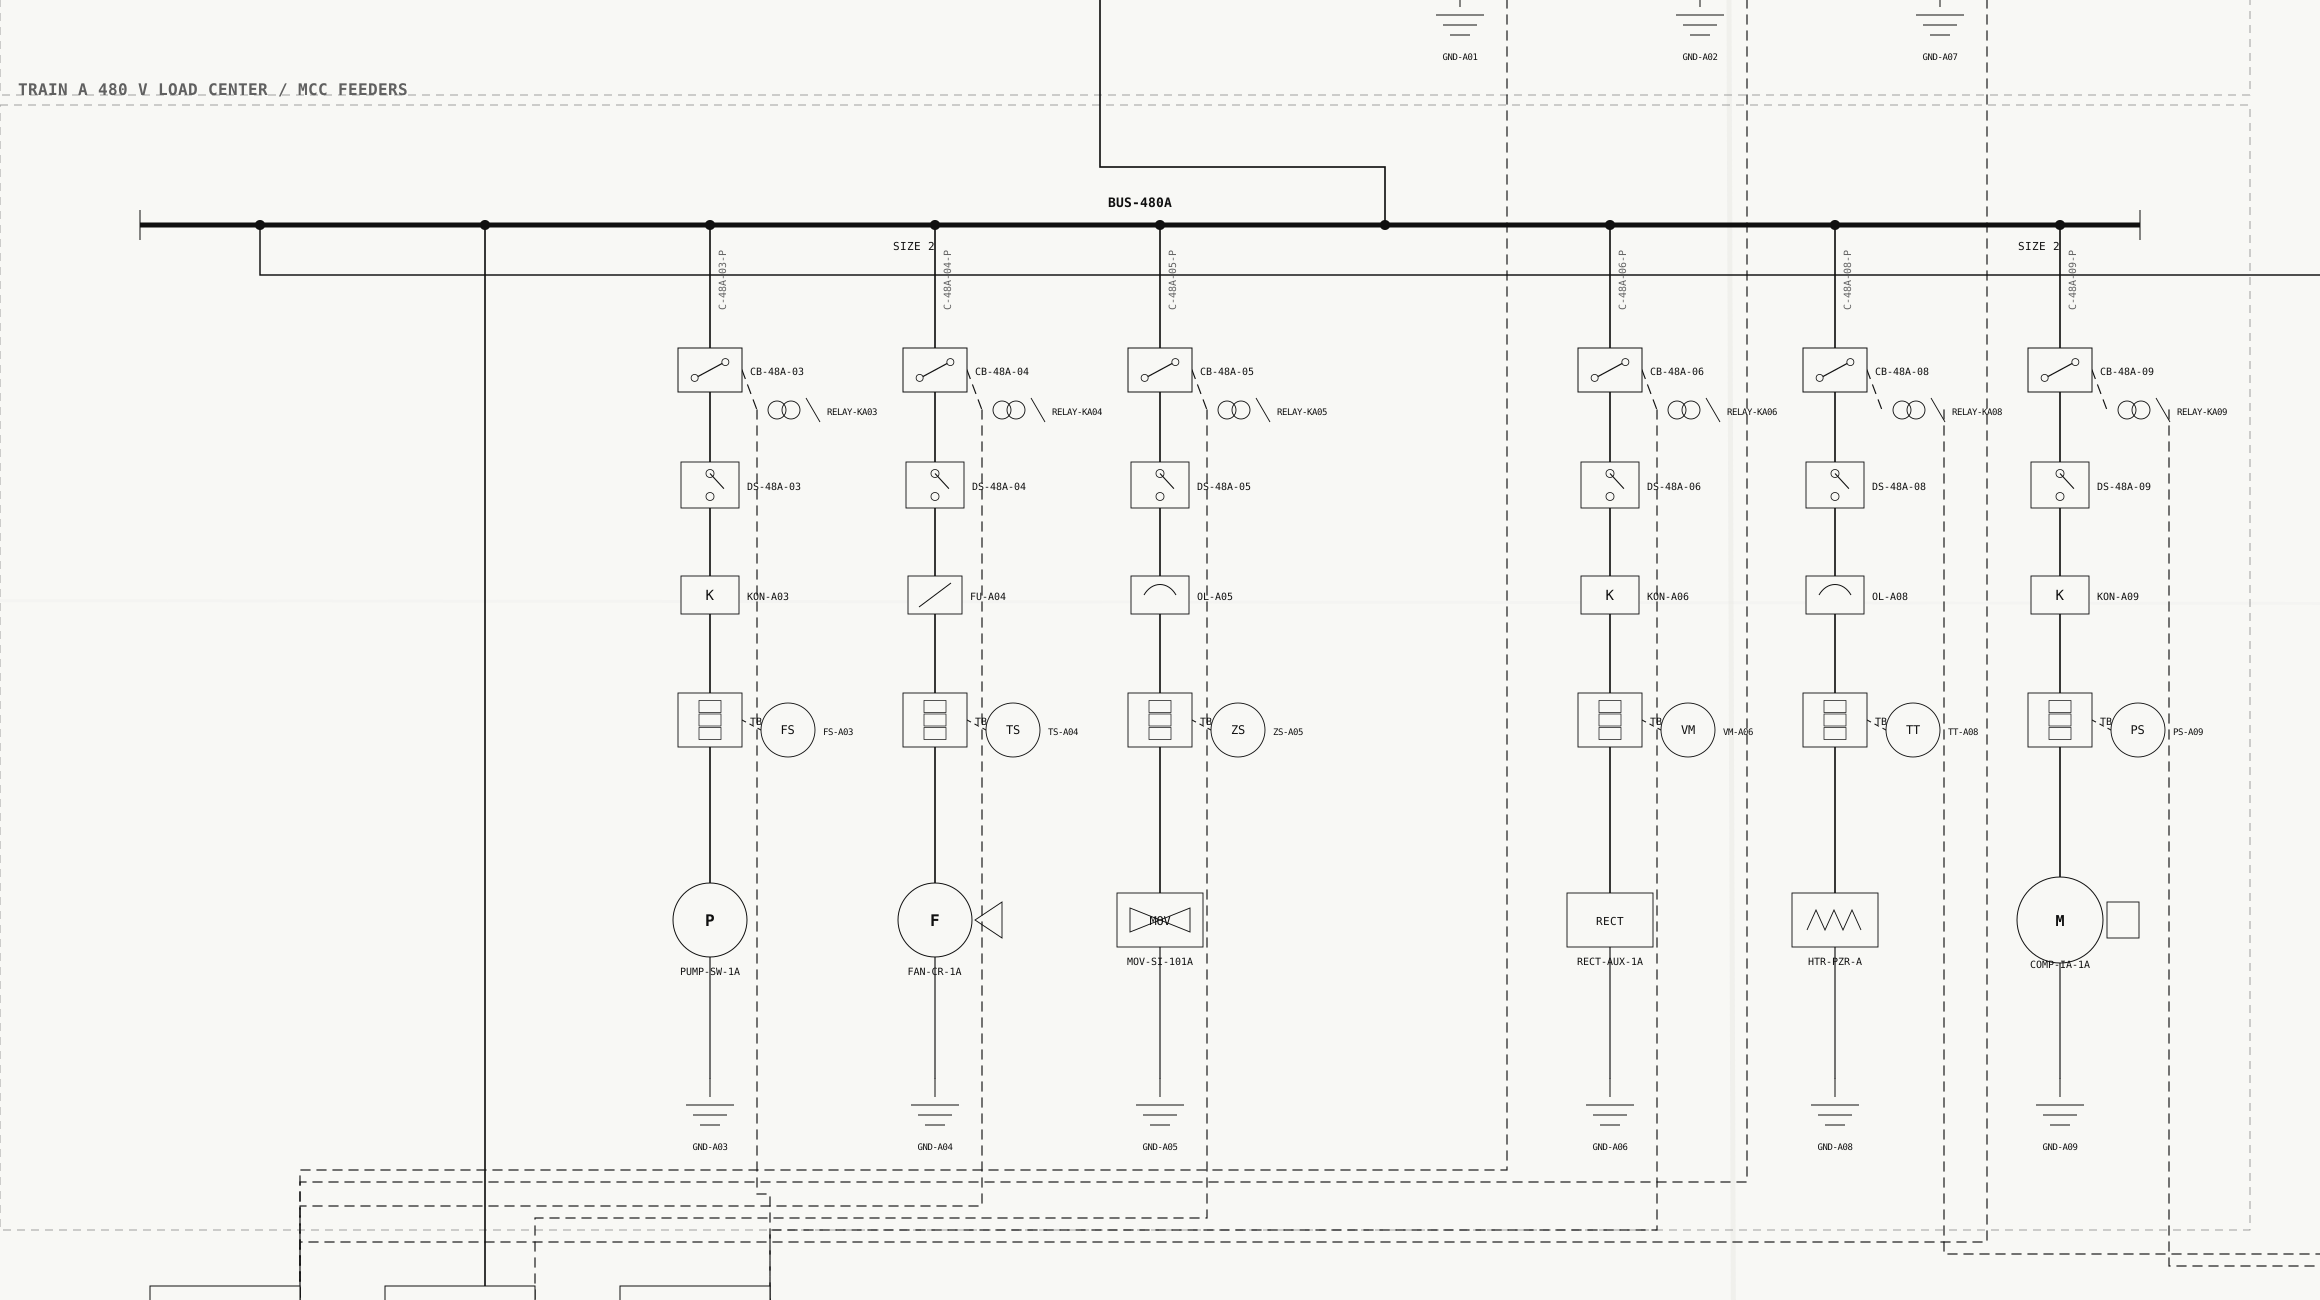 GND-A01 GND-A02 GND-A07
TRAIN A 480 V LOAD CENTER / MCC FEEDERS
BUS-480A
SIZE 2 SIZE 2
C-48A-03-P C-48A-04-P C-48A-05-P C-48A-06-P C-48A-08-P C-48A-09-P
CB-48A-03 CB-48A-04 CB-48A-05 CB-48A-06 CB-48A-08 CB-48A-09
RELAY-KA03 RELAY-KA04 RELAY-KA05 RELAY-KA06 RELAY-KA08 RELAY-KA09
DS-48A-03 DS-48A-04 DS-48A-05 DS-48A-06 DS-48A-08 DS-48A-09
K KON-A03 FU-A04 OL-A05 K KON-A06 OL-A08 K KON-A09
TB FS FS-A03 TB TS TS-A04 TB ZS ZS-A05 TB VM VM-A06 TB TT TT-A08 TB PS PS-A09
P F MOV RECT M
PUMP-SW-1A FAN-CR-1A MOV-SI-101A RECT-AUX-1A HTR-PZR-A COMP-IA-1A
GND-A03 GND-A04 GND-A05 GND-A06 GND-A08 GND-A09